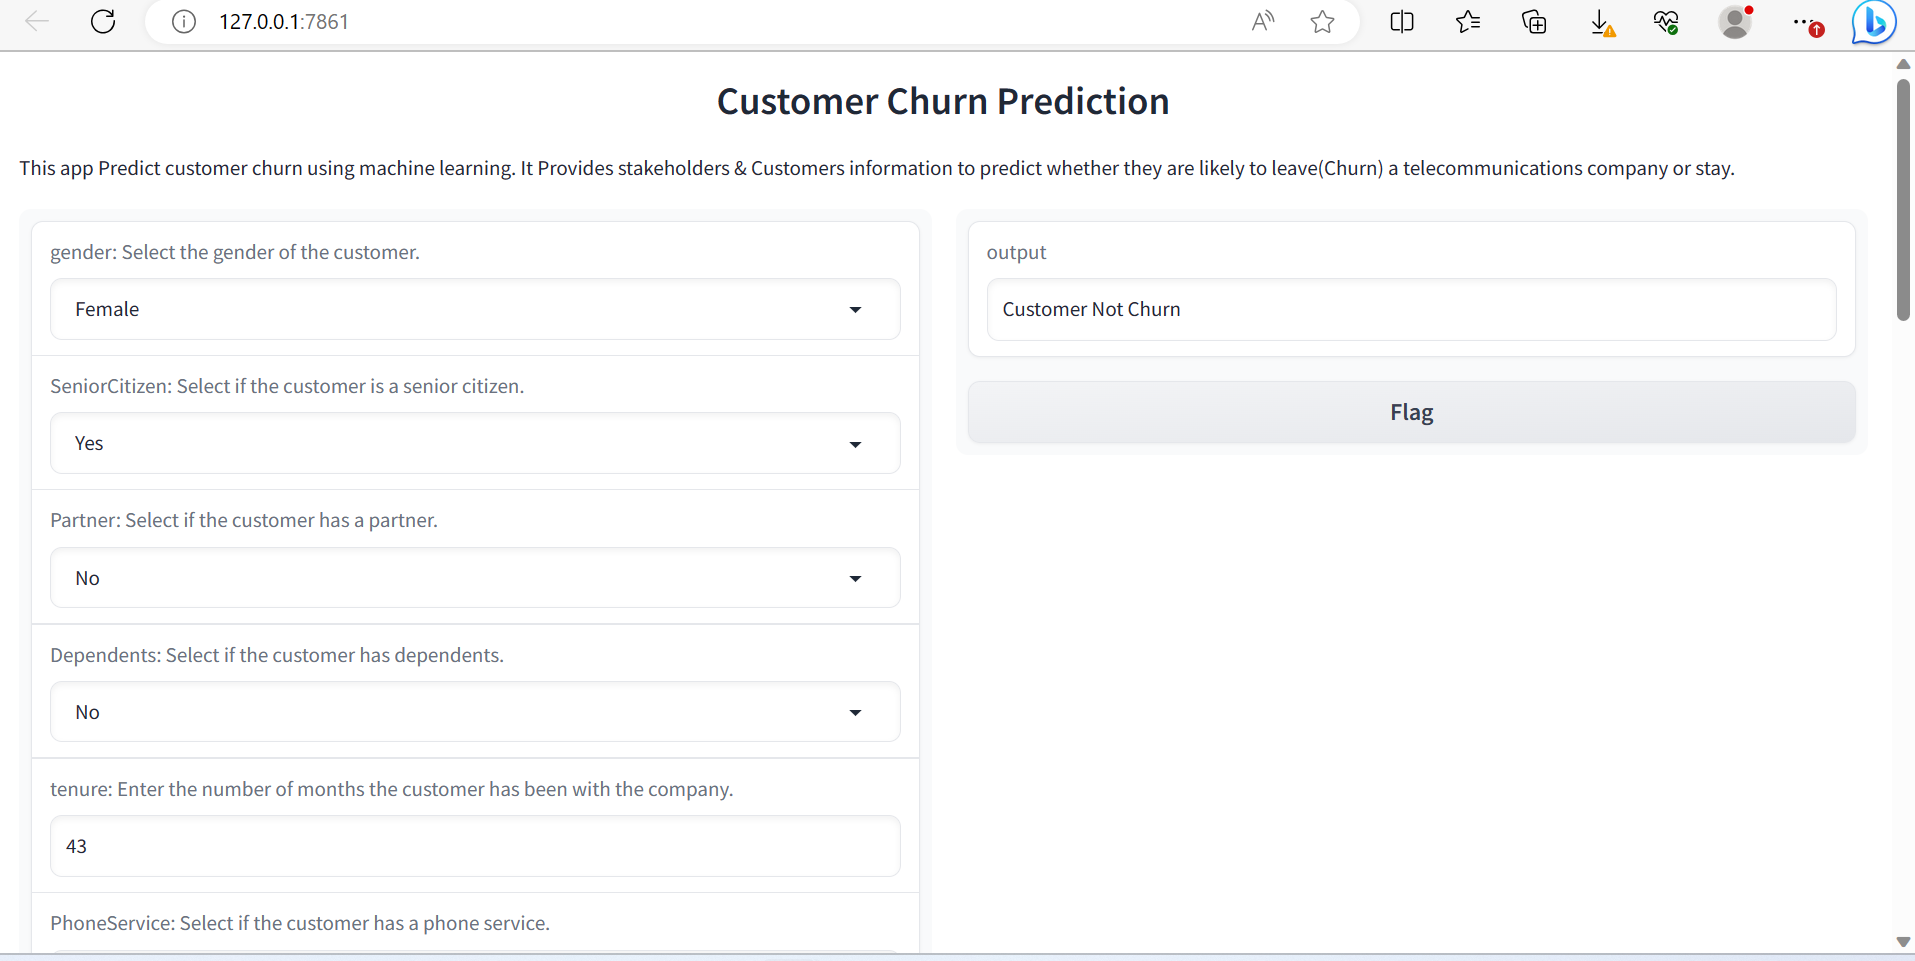 127.0.0.1:7861
Customer Churn Prediction
This app Predict customer churn using machine learning. It Provides stakeholders & Customers information to predict whether they are likely to leave(Churn) a telecommunications company or stay.
gender: Select the gender of the customer.
Female
SeniorCitizen: Select if the customer is a senior citizen.
Yes
Partner: Select if the customer has a partner.
No
Dependents: Select if the customer has dependents.
No
tenure: Enter the number of months the customer has been with the company.
43
PhoneService: Select if the customer has a phone service.
output
Customer Not Churn
Flag